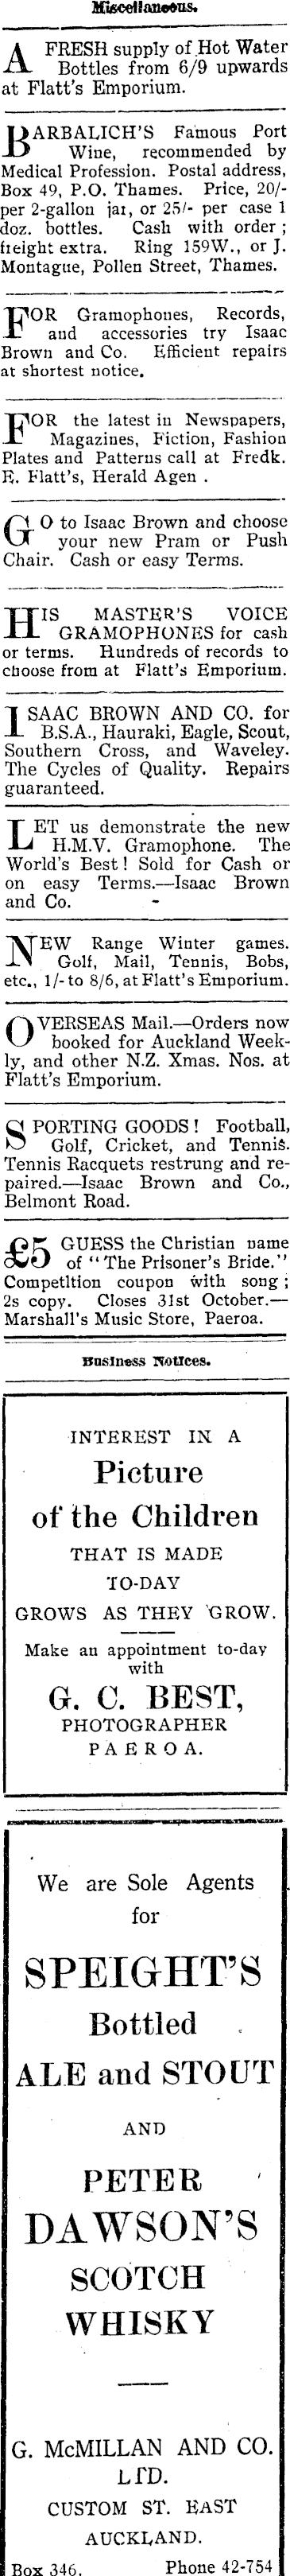 Miscellaneous.
A FRESH supply of Hot Water
Bottles from 6/9 upwards
at Flatt's Emporium.
BARBALICH'S Famous Port
Wine, recommended by
Medical Profession. Postal address,
Box 49, P.O. Thames. Price, 20/-
per 2-gallon jar, or 25/- per case 1
doz. bottles. Cash with order;
freight extra. Ring 159W., or J.
Montague, Pollen Street, Thames.
FOR Gramophones, Records,
and accessories try Isaac
Brown and Co. Efficient repairs
at shortest notice.
FOR the latest in Newspapers,
Magazines, Fiction, Fashion
Plates and Patterns call at Fredk.
E. Flatt's, Herald Agen .
GO to Isaac Brown and choose
your new Pram or Push
Chair. Cash or easy Terms.
HIS MASTER'S VOICE
GRAMOPHONES for cash
or terms. Hundreds of records to
choose from at Flatt's Emporium.
ISAAC BROWN AND CO. for
B.S.A., Hauraki, Eagle, Scout,
Southern Cross, and Waveley.
The Cycles of Quality. Repairs
guaranteed.
LET us demonstrate the new
H.M.V. Gramophone. The
World's Best! Sold for Cash or
on easy Terms.—Isaac Brown
and Co.
NEW Range Winter games.
Golf, Mail, Tennis, Bobs,
etc., 1/- to 8/6, at Flatt's Emporium.
OVERSEAS Mail.—Orders now
booked for Auckland Week-
ly, and other N.Z. Xmas. Nos. at
Flatt's Emporium.
SPORTING GOODS! Football,
Golf, Cricket, and Tennis.
Tennis Racquets restrung and re-
paired.—Isaac Brown and Co.,
Belmont Road.
£5 GUESS the Christian name
of "The Prisoner's Bride."
Competition coupon with song;
2s copy. Closes 31st October.—
Marshall's Music Store, Paeroa.
Business Notices.
INTEREST IN A
Picture
of the Children
THAT IS MADE
TO-DAY
GROWS AS THEY GROW.
Make an appointment to-day
with
G. C. BEST,
PHOTOGRAPHER
PAEROA.
We are Sole Agents
for
SPEIGHT'S
Bottled
ALE and STOUT
AND
PETER
DAWSON'S
SCOTCH
WHISKY
G. McMILLAN AND CO.
LTD.
CUSTOM ST. EAST
AUCKLAND.
Box 346. Phone 42-754